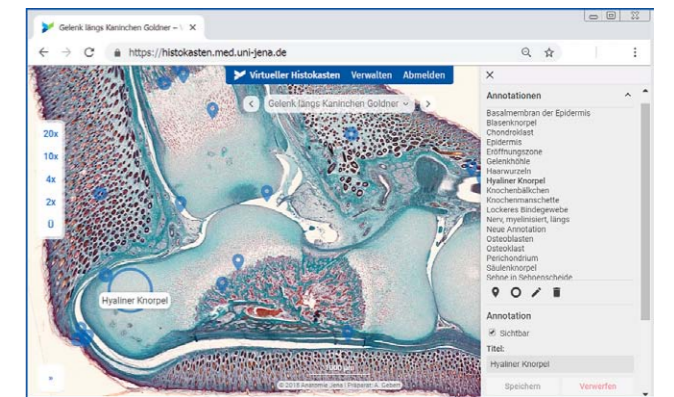 Gelenk längs Kaninchen Goldner –
https://histokasten.med.uni-jena.de
Virtueller Histokasten Verwalten Abmelden
Gelenk längs Kaninchen Goldner
20x
10x
4x
2x
Ü
Hyaliner Knorpel
1000 µm
© 2018 Anatomie Jena | Präparat: A. Gebert
Annotationen
Basalmembran der Epidermis
Blasenknorpel
Chondroklast
Epidermis
Eröffnungszone
Gelenkhöhle
Haarwurzeln
Hyaliner Knorpel
Knochenbälkchen
Knochenmanschette
Lockeres Bindegewebe
Nerv, myelinisiert, längs
Neue Annotation
Osteoblasten
Osteoklast
Perichondrium
Säulenknorpel
Sehne in Sehnenscheide
Annotation
Sichtbar
Titel:
Hyaliner Knorpel
Speichern Verwerfen